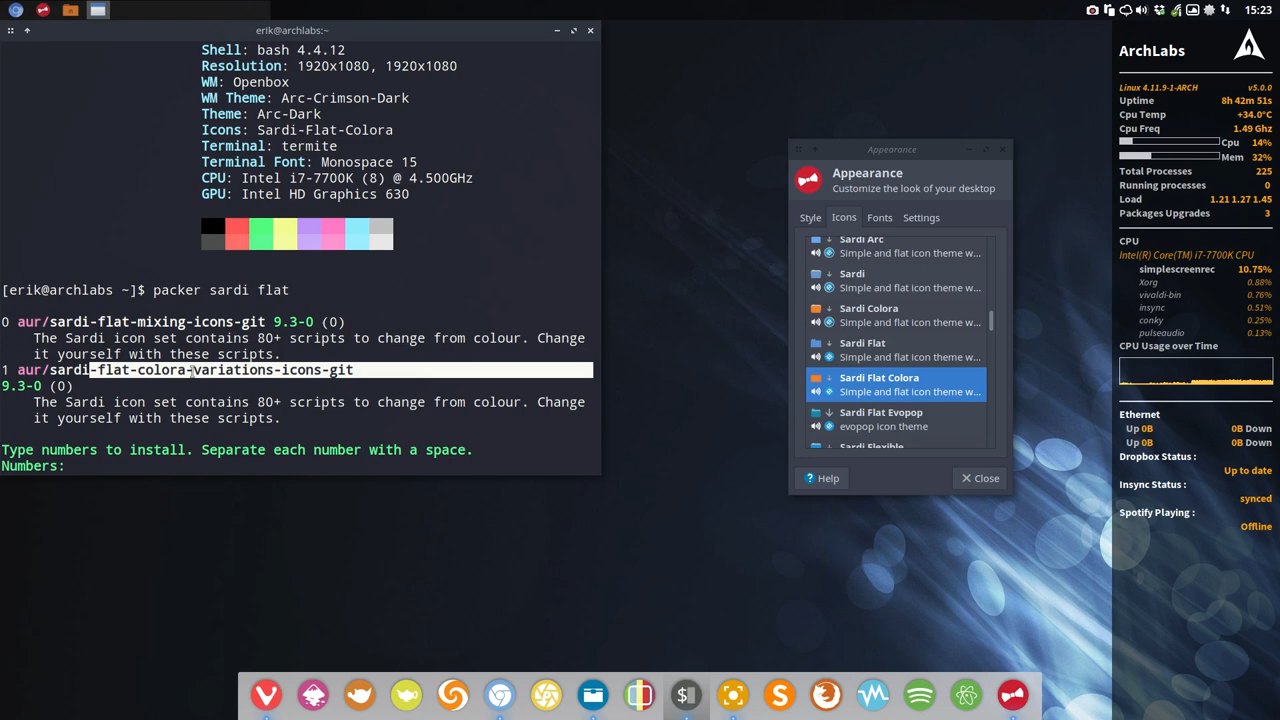 15:23
erik@archlabs:~
Shell: bash 4.4.12
Resolution: 1920x1080, 1920x1080
WM: Openbox
WM Theme: Arc-Crimson-Dark
Theme: Arc-Dark
Icons: Sardi-Flat-Colora
Terminal: termite
Terminal Font: Monospace 15
CPU: Intel i7-7700K (8) @ 4.500GHz
GPU: Intel HD Graphics 630
[erik@archlabs ~]$ packer sardi flat
0 aur/sardi-flat-mixing-icons-git 9.3-0 (0)
The Sardi icon set contains 80+ scripts to change from colour. Change
it yourself with these scripts.
1 aur/sardi-flat-colora-variations-icons-git
9.3-0 (0)
The Sardi icon set contains 80+ scripts to change from colour. Change
it yourself with these scripts.
Type numbers to install. Separate each number with a space.
Numbers:
Appearance
Appearance
Customize the look of your desktop
Style Icons Fonts Settings
Sardi Arc
Simple and flat icon theme w...
Sardi
Simple and flat icon theme w...
Sardi Colora
Simple and flat icon theme w...
Sardi Flat
Simple and flat icon theme w...
Sardi Flat Colora
Simple and flat icon theme w...
Sardi Flat Evopop
evopop icon theme
Sardi Flexible
Help Close
ArchLabs
Linux 4.11.9-1-ARCH v5.0.0
Uptime 8h 42m 51s
Cpu Temp +34.0°C
Cpu Freq 1.49 Ghz
Cpu 14%
Mem 32%
Total Processes 225
Running processes 0
Load 1.21 1.27 1.45
Packages Upgrades 3
CPU
Intel(R) Core(TM) i7-7700K CPU
simplescreenrec 10.75%
Xorg 0.88%
vivaldi-bin 0.76%
insync 0.51%
conky 0.25%
pulseaudio 0.13%
CPU Usage over Time
Ethernet
Up 0B 0B Down
Up 0B 0B Down
Dropbox Status :
Up to date
Insync Status :
synced
Spotify Playing :
Offline